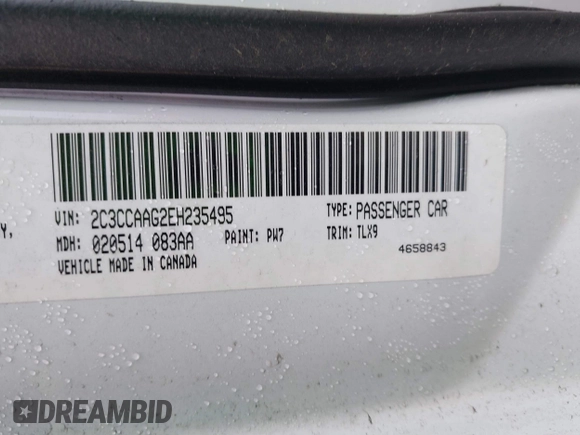 VIN: 2C3CCAAG2EH235495 TYPE: PASSENGER CAR
Y,
MDH: 020514 083AA PAINT: PW7 TRIM: TLX9
VEHICLE MADE IN CANADA 4658843
DREAMBID